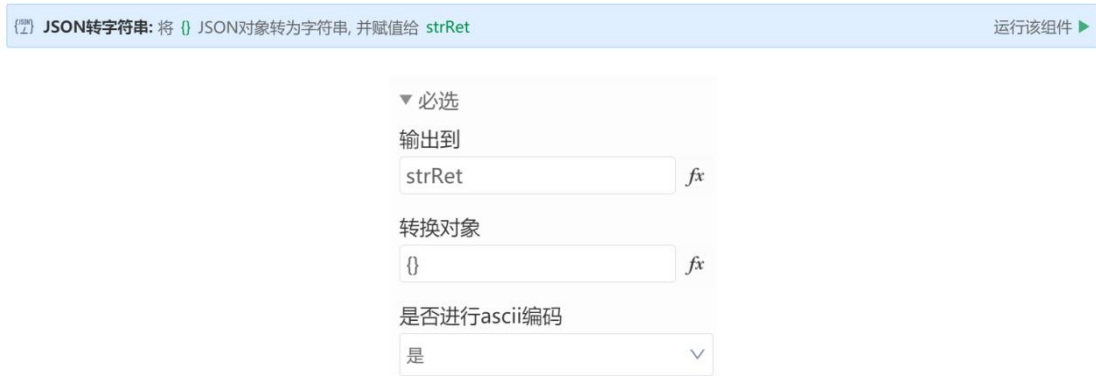 JSON转字符串: 将 {} JSON对象转为字符串, 并赋值给 strRet 运行该组件
必选
输出到
strRet fx
转换对象
{} fx
是否进行ascii编码
是